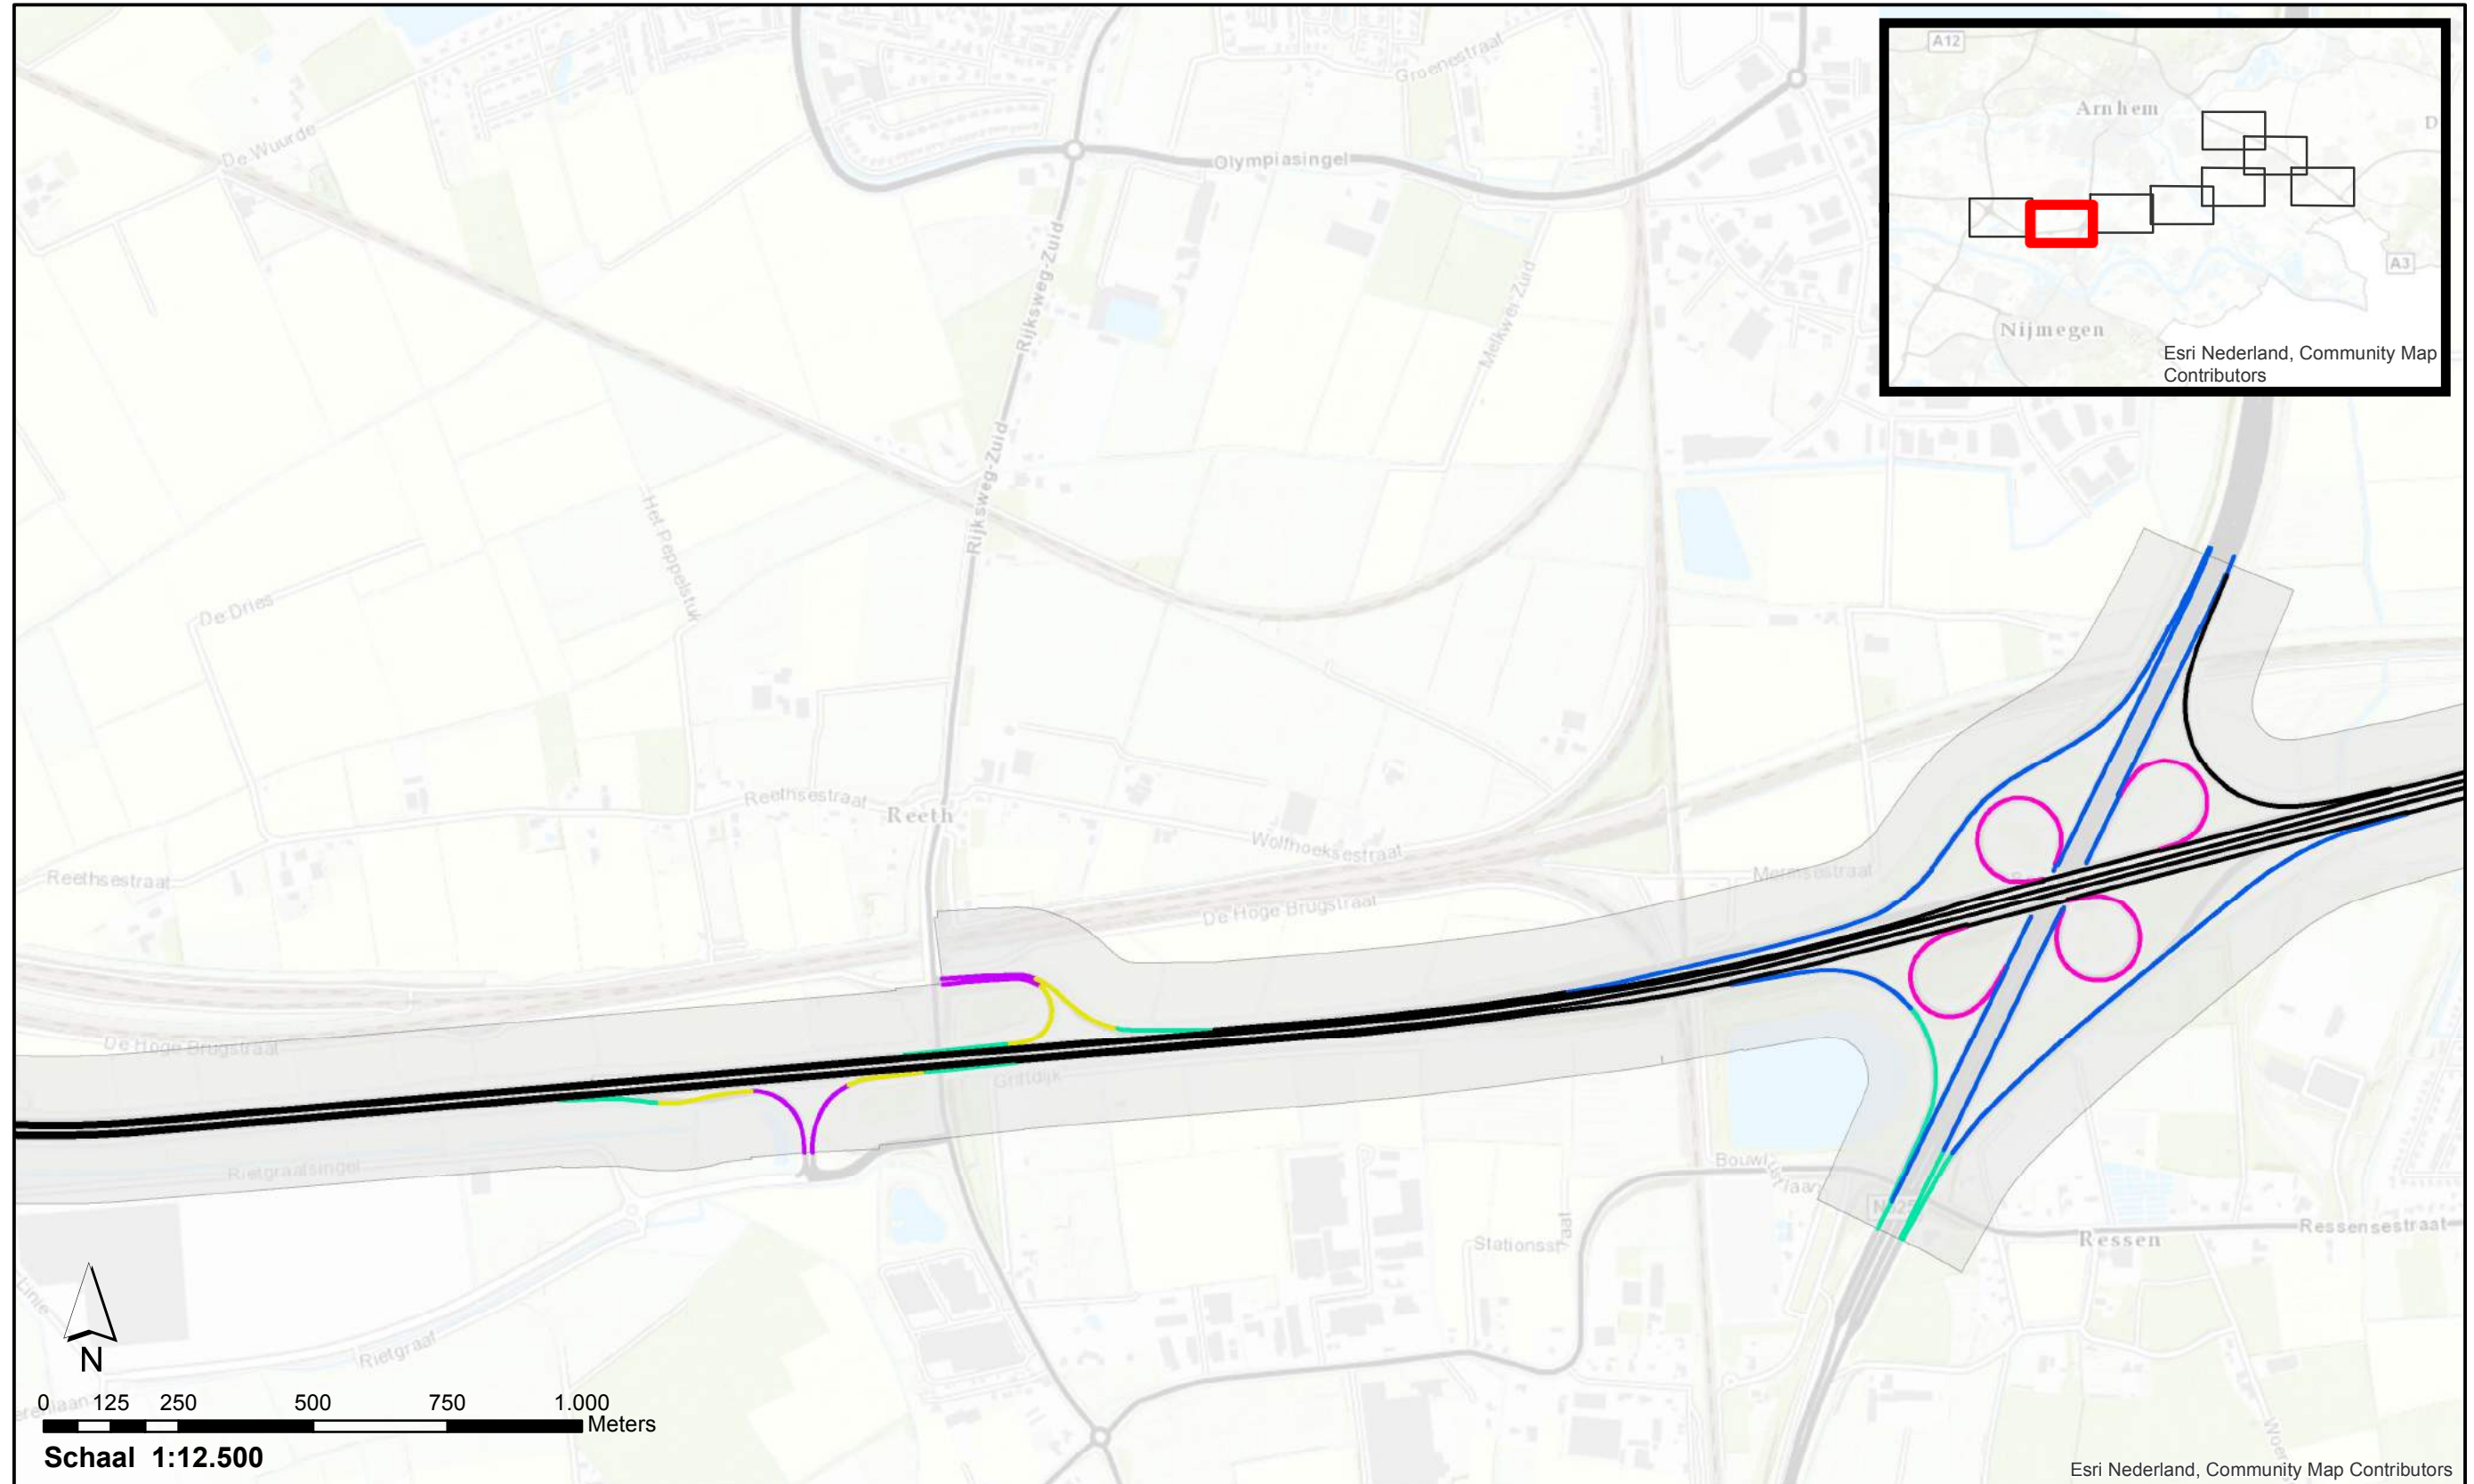 A12
Arnhem
D
A3
Nijmegen
Esri Nederland, Community Map
Contributors
Groenestraat
De Wuurde
Olympiasingel
Rijksweg-Zuid
Melkweg Zuid
Rijksweg-Zuid
Het Peppelstuk
De Dries
Reethsestraat
Reeth
Wolfhoeksestraat
Reethsestraat
Mermsestraat
De Hoge Brugstraat
De Hoge Brugstraat
Griftdijk
Rietgraafsingel
Ressensestraat
Ressen
Stationsstraat
Linie
Rietgraaf
N
0 125 250 500 750 1.000
Meters
Schaal 1:12.500
Esri Nederland, Community Map Contributors